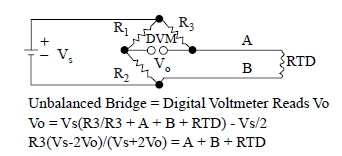 R1
R3
DVM
A
+
-
Vs
Vo
B
RTD
R2
Unbalanced Bridge = Digital Voltmeter Reads Vo
Vo = Vs(R3/R3 + A + B + RTD) - Vs/2
R3(Vs-2Vo)/(Vs+2Vo) = A + B + RTD